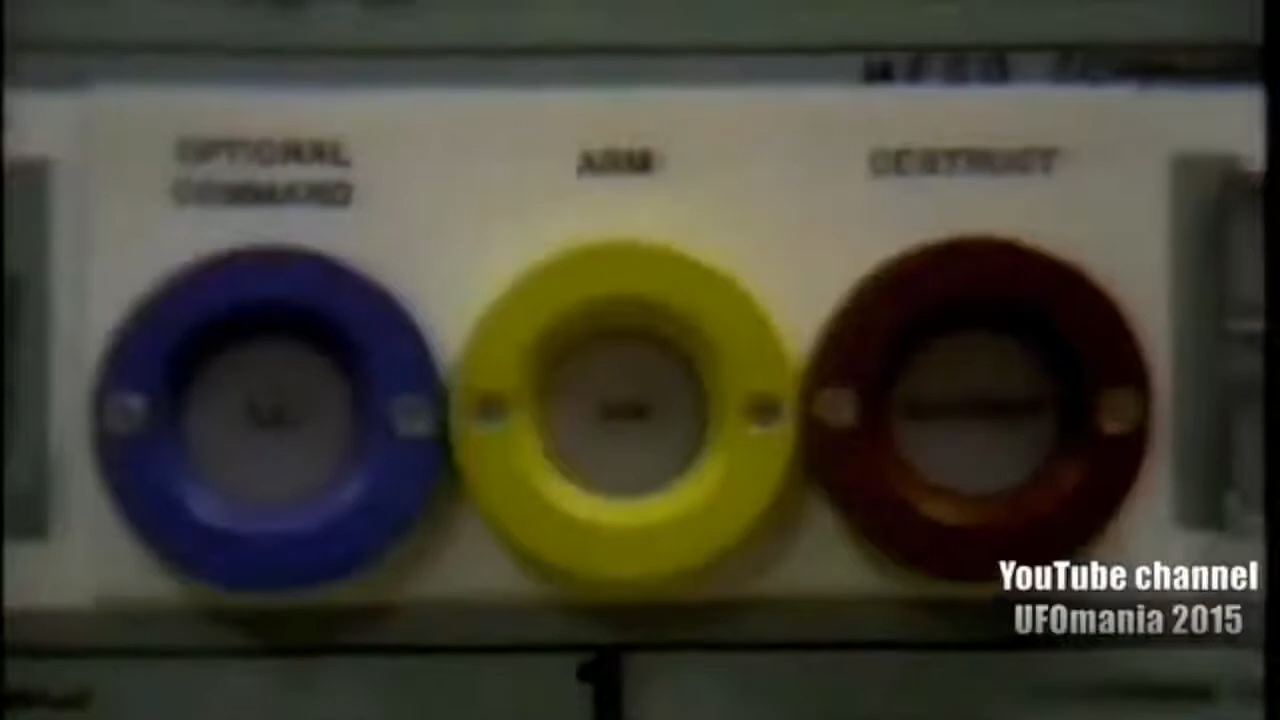 OPTIONAL
COMMAND
ARM
DESTRUCT
ARM
YouTube channel
UFOmania 2015